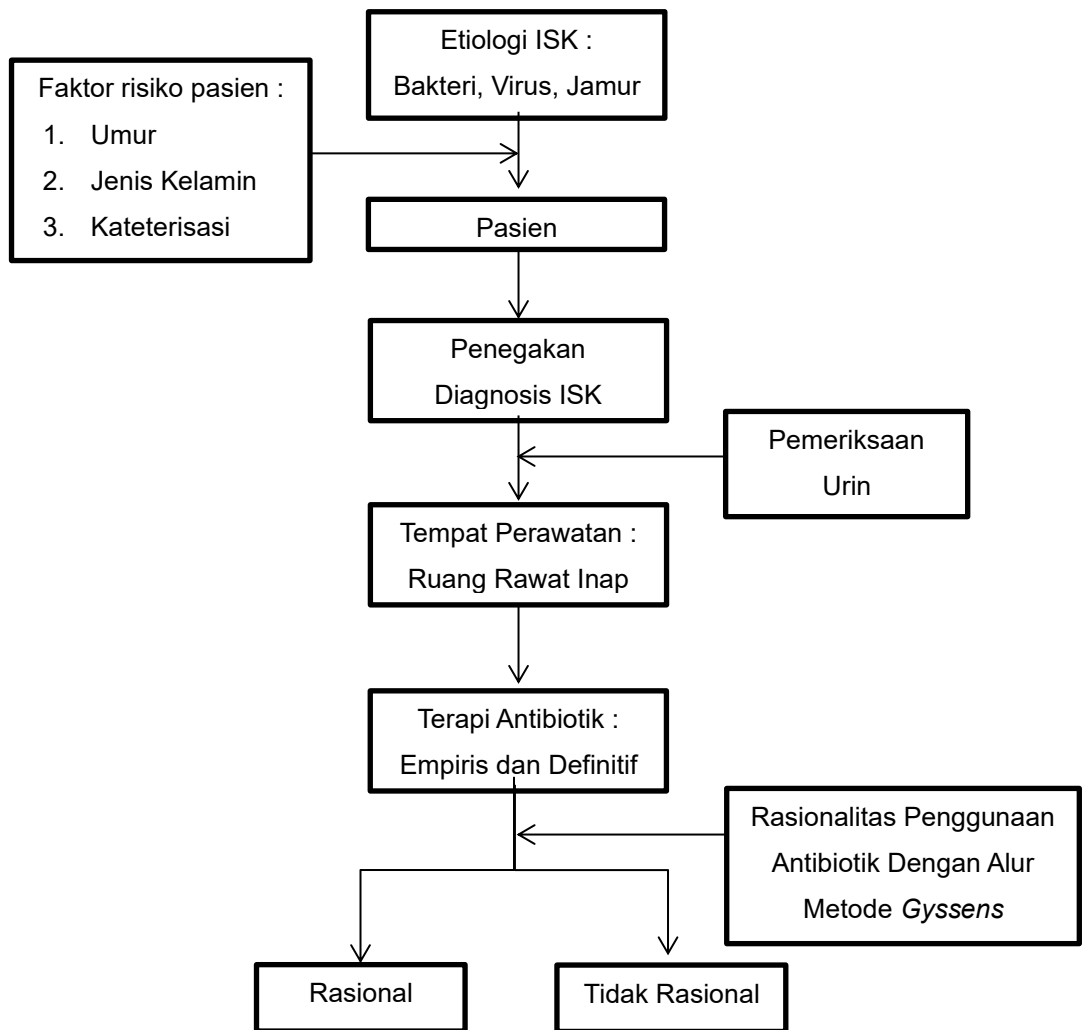 Etiologi ISK :
Bakteri, Virus, Jamur
Faktor risiko pasien :
1. Umur
2. Jenis Kelamin
3. Kateterisasi
Pasien
Penegakan
Diagnosis ISK
Pemeriksaan
Urin
Tempat Perawatan :
Ruang Rawat Inap
Terapi Antibiotik :
Empiris dan Definitif
Rasionalitas Penggunaan
Antibiotik Dengan Alur
Metode Gyssens
Rasional
Tidak Rasional